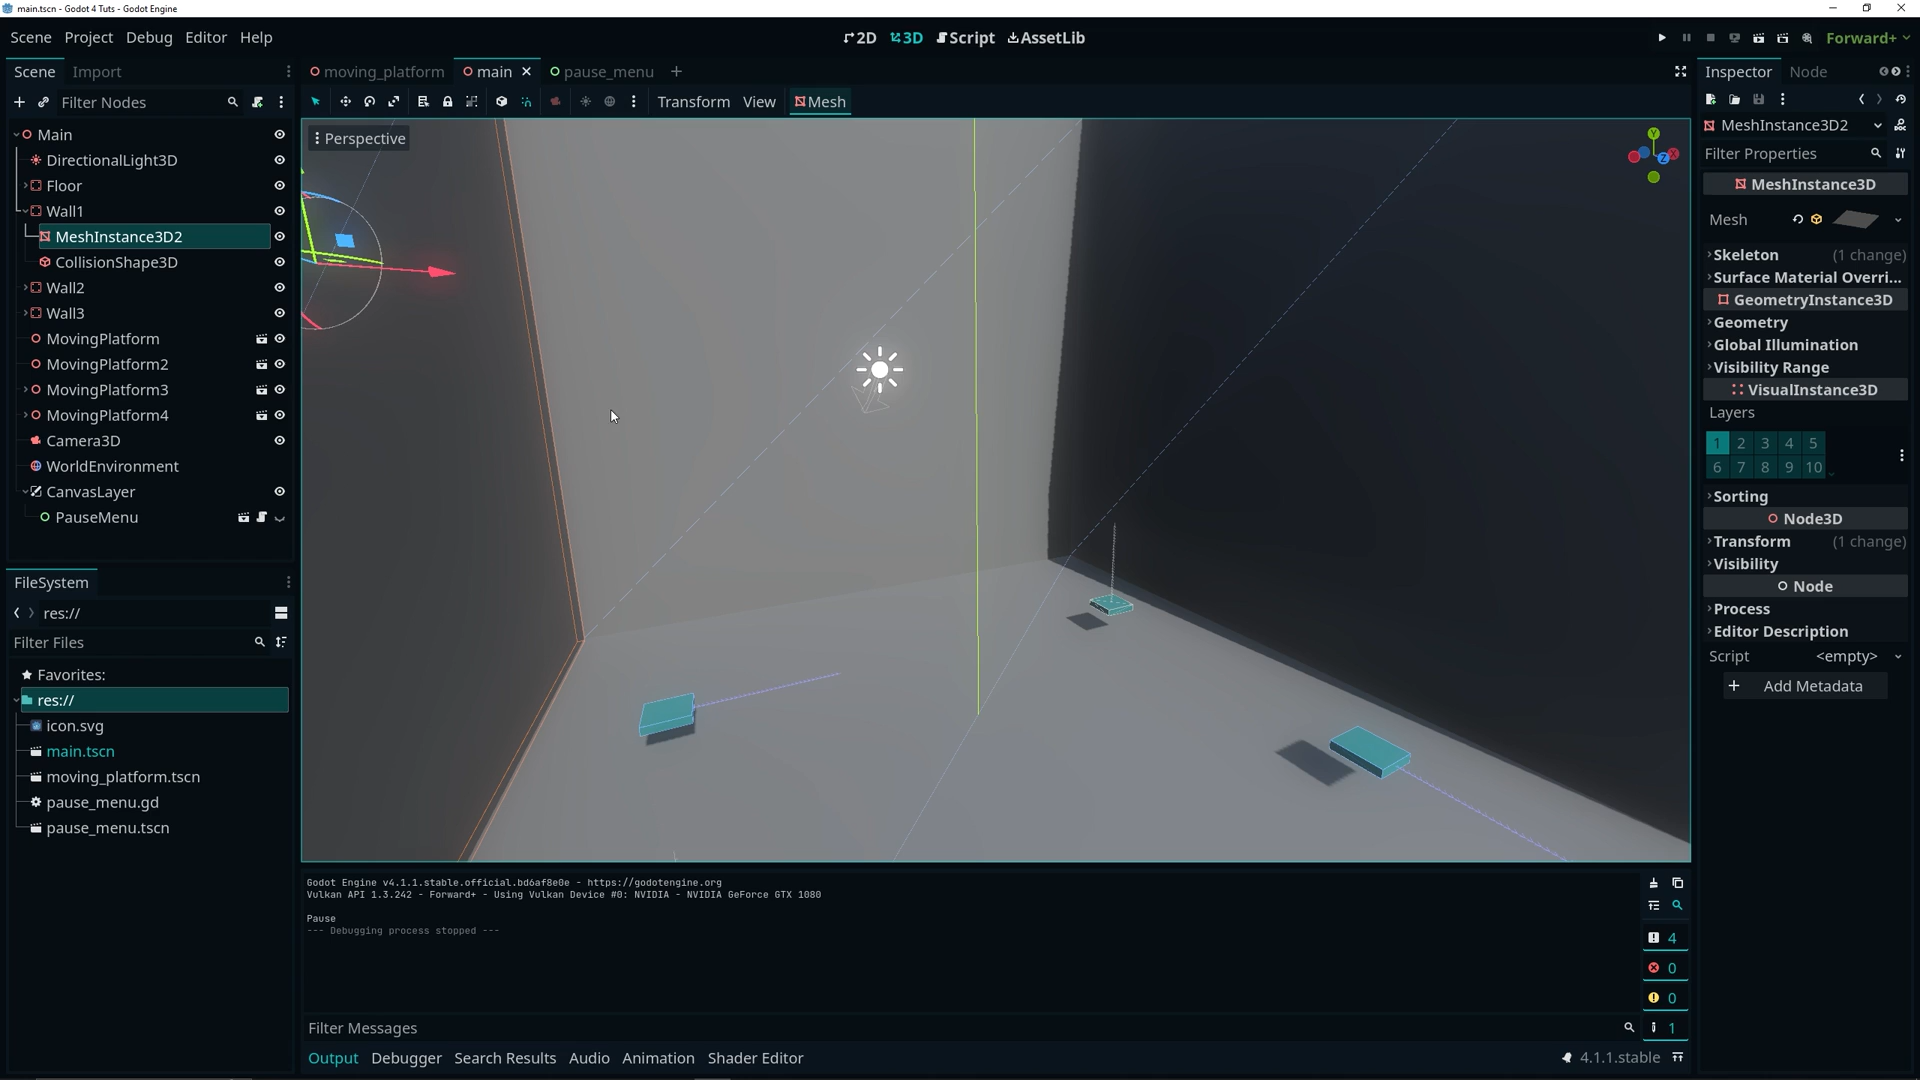 main.tscn - Godot 4 Tuts - Godot Engine
Scene Project Debug Editor Help
2D 3D Script AssetLib
Forward+
Scene Import
moving_platform main pause_menu
Inspector Node
Filter Nodes
Transform View Mesh
Perspective
Main
DirectionalLight3D
Floor
Wall1
MeshInstance3D2
CollisionShape3D
Wall2
Wall3
MovingPlatform
MovingPlatform2
MovingPlatform3
MovingPlatform4
Camera3D
WorldEnvironment
CanvasLayer
PauseMenu
Y
Z
X
MeshInstance3D2
Filter Properties
MeshInstance3D
Mesh
Skeleton (1 change)
Surface Material Overri...
GeometryInstance3D
Geometry
Global Illumination
Visibility Range
VisualInstance3D
Layers
1 2 3 4 5
6 7 8 9 10
Sorting
Node3D
Transform (1 change)
Visibility
Node
Process
Editor Description
Script <empty>
Add Metadata
FileSystem
res://
Filter Files
Favorites:
res://
icon.svg
main.tscn
moving_platform.tscn
pause_menu.gd
pause_menu.tscn
Godot Engine v4.1.1.stable.official.bd6af8e0e - https://godotengine.org
Vulkan API 1.3.242 - Forward+ - Using Vulkan Device #0: NVIDIA - NVIDIA GeForce GTX 1080
Pause
--- Debugging process stopped ---
4
0
0
1
Filter Messages
Output Debugger Search Results Audio Animation Shader Editor
4.1.1.stable